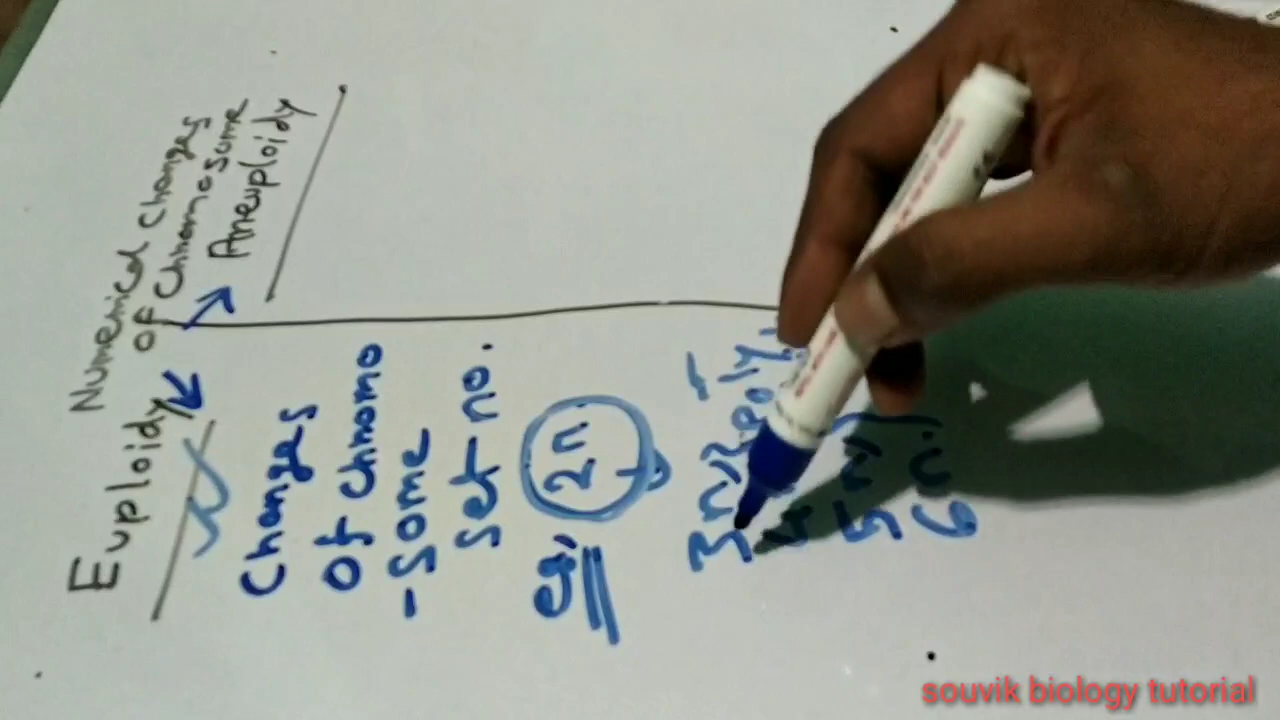 Numerical changes
of Chromosome
Euploidy
Aneuploidy
Changes
of chromo
-some
set no.
eg,
2n.
3n,
poly
5n,
6n.
souvik biology tutorial